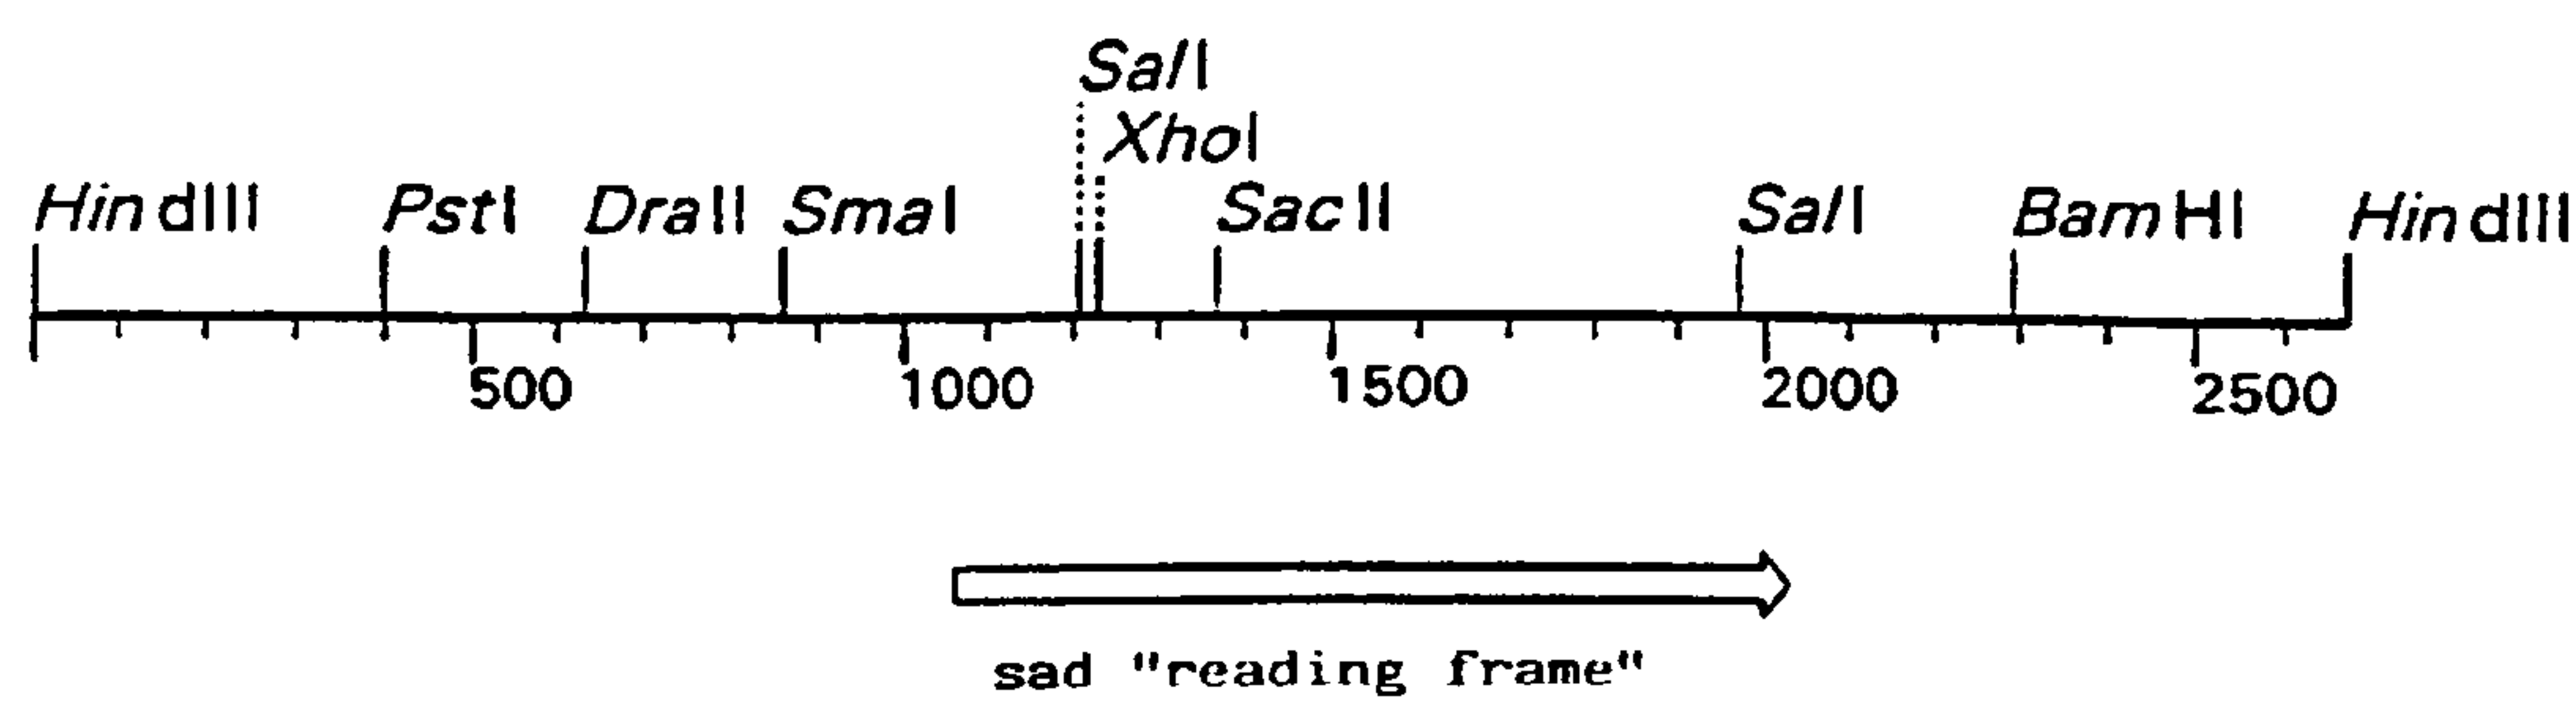 SalI
XhoI
HindIII PstI DraII SmaI SacII SalI BamHI HindIII
500 1000 1500 2000 2500
sad "reading frame"